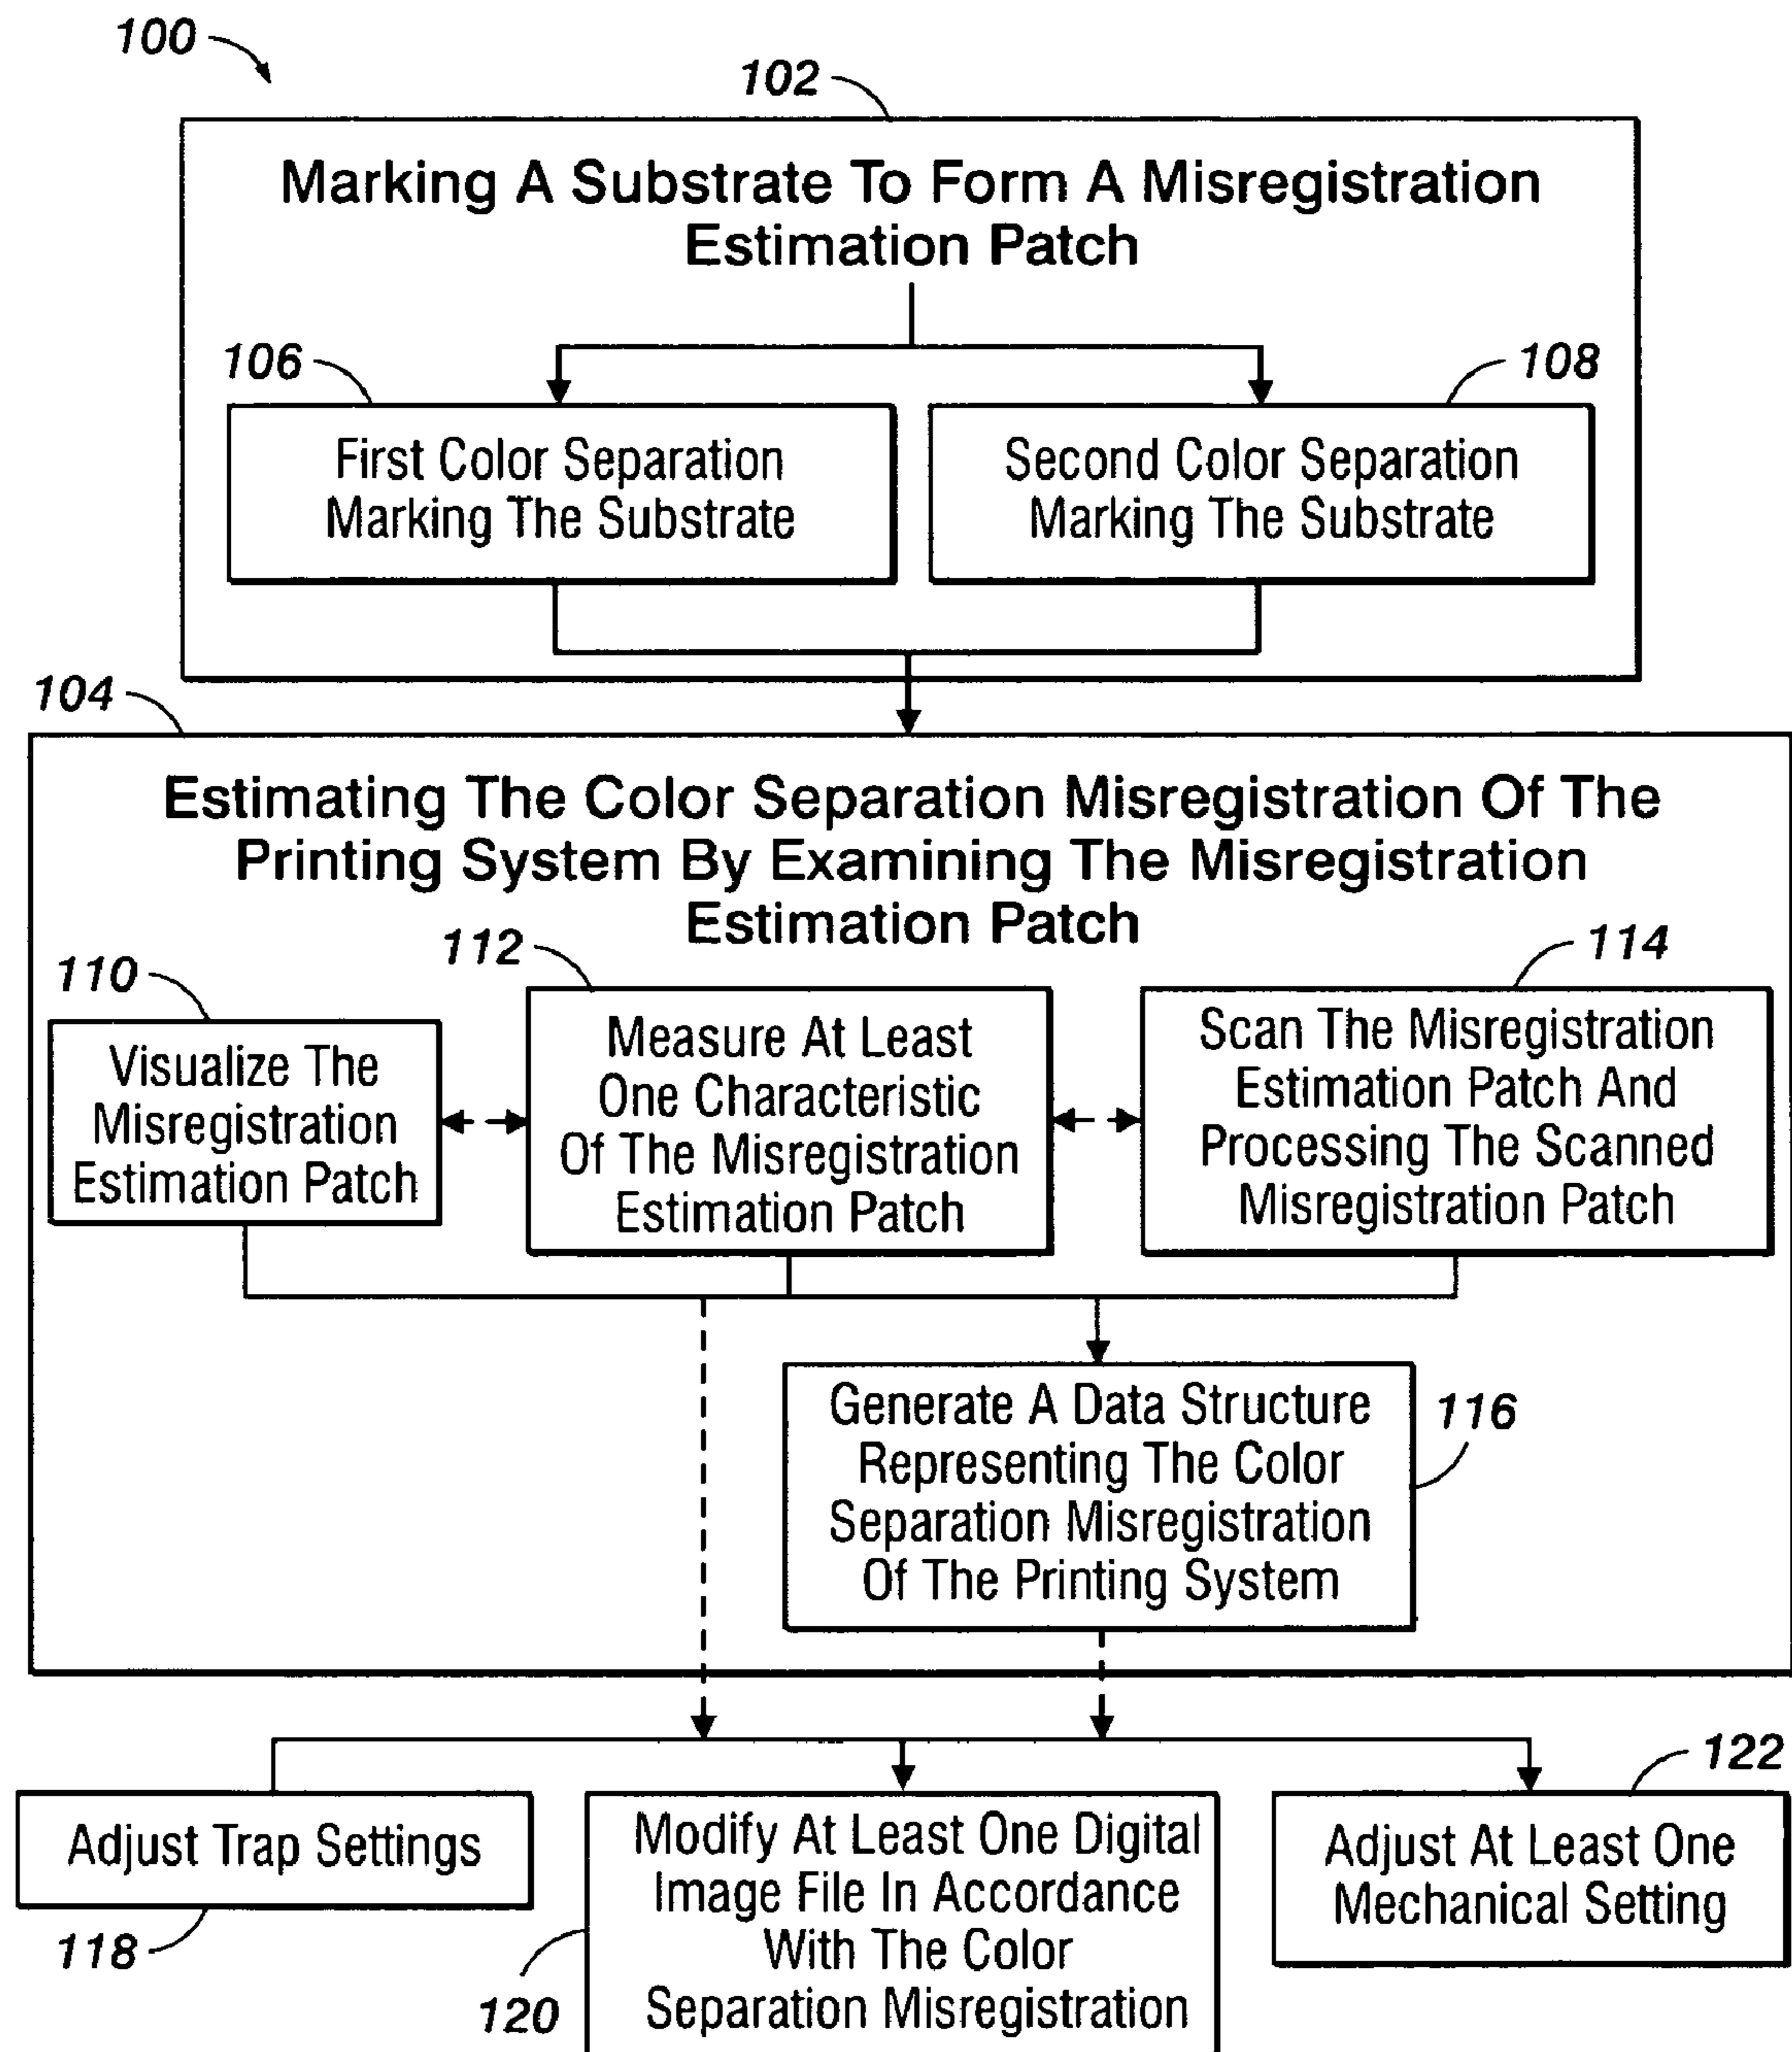 100
102
Marking A Substrate To Form A Misregistration
Estimation Patch
106
108
First Color Separation
Marking The Substrate
Second Color Separation
Marking The Substrate
104
Estimating The Color Separation Misregistration Of The
Printing System By Examining The Misregistration
Estimation Patch
110
112
114
Visualize The
Misregistration
Estimation Patch
Measure At Least
One Characteristic
Of The Misregistration
Estimation Patch
Scan The Misregistration
Estimation Patch And
Processing The Scanned
Misregistration Patch
Generate A Data Structure
Representing The Color
Separation Misregistration
Of The Printing System
116
122
Adjust Trap Settings
118
Modify At Least One Digital
Image File In Accordance
With The Color
Separation Misregistration
120
Adjust At Least One
Mechanical Setting